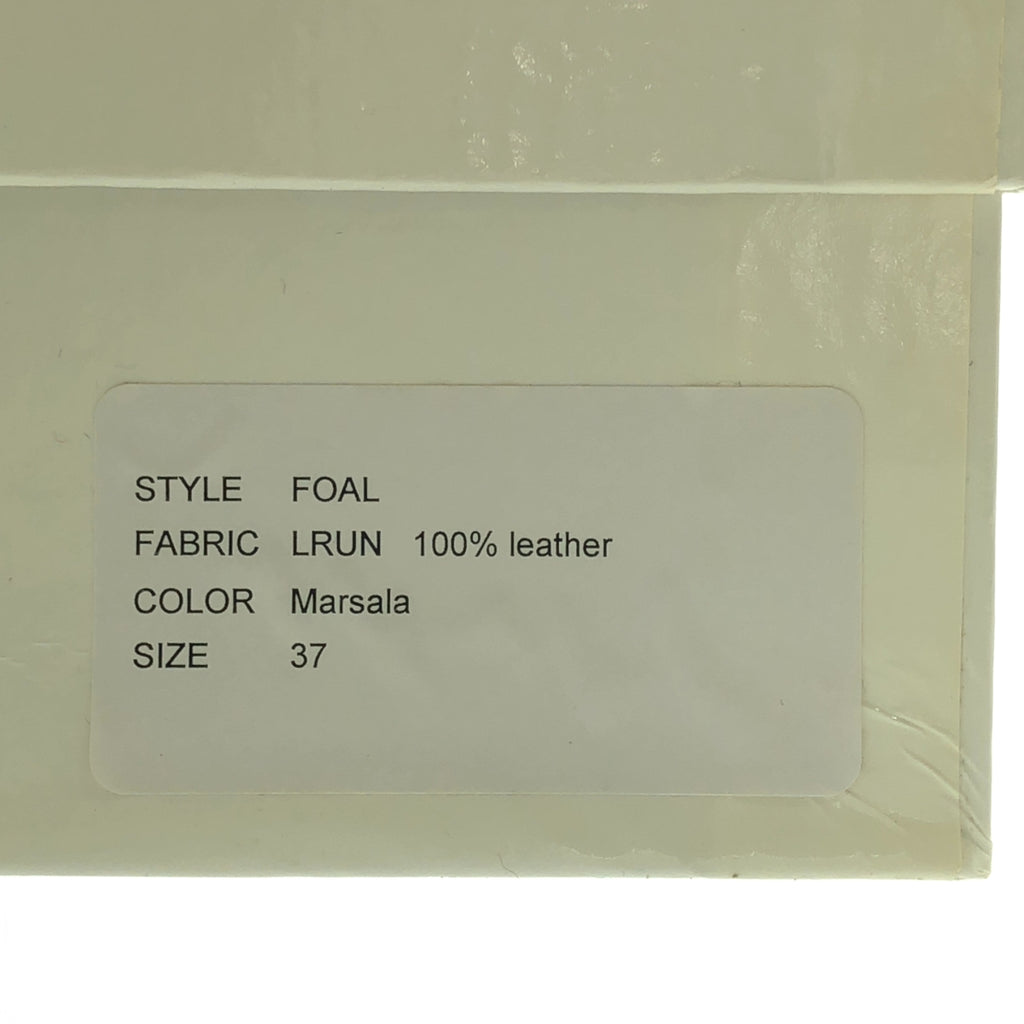 STYLE FOAL
FABRIC LRUN 100% leather
COLOR Marsala
SIZE 37